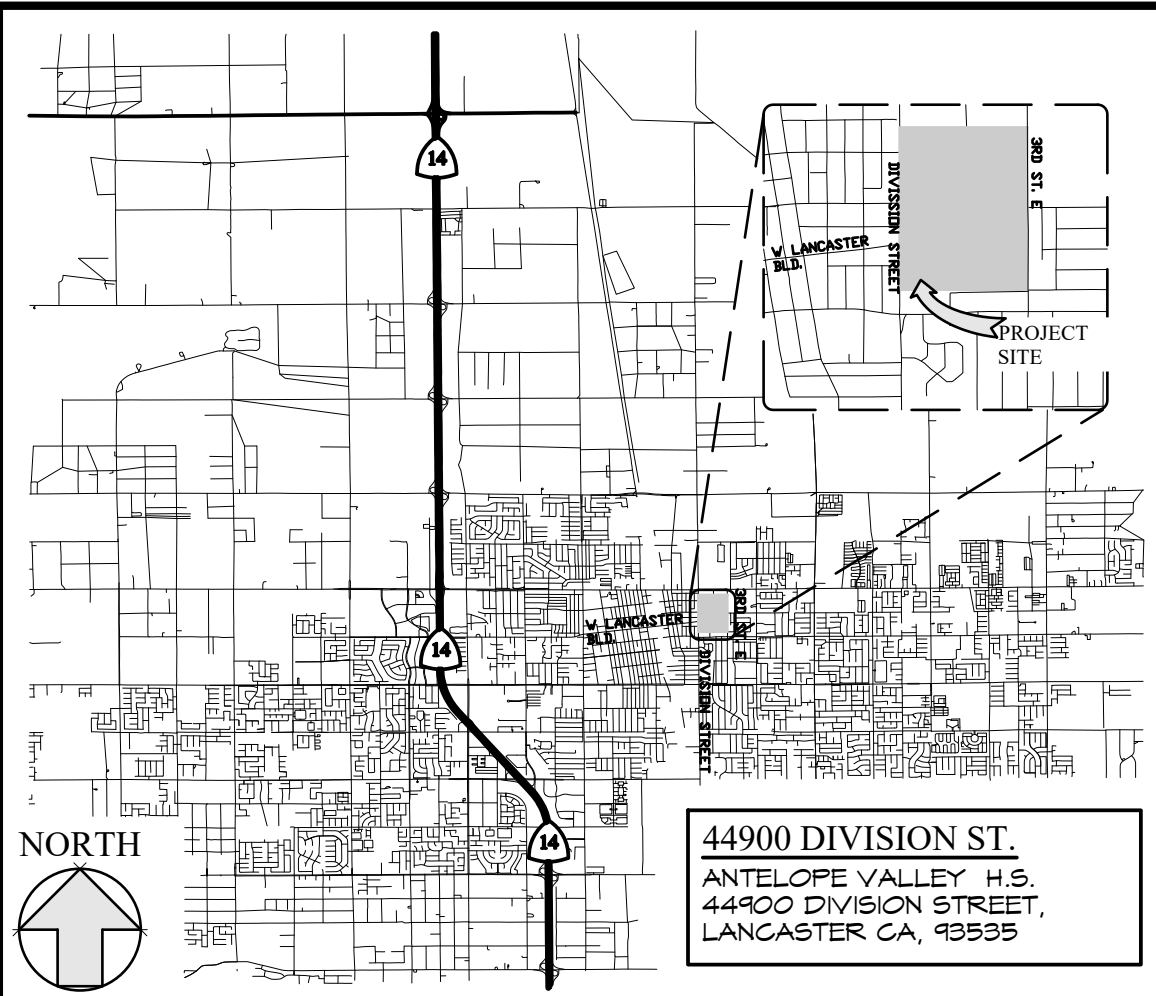 14
3RD ST. E
DIVISSION STREET
W LANCASTER
BLD.
PROJECT
SITE
W LANCASTER
BLD.
3RD ST. E
14
DIVISION STREET
14
NORTH
44900 DIVISION ST.
ANTELOPE VALLEY H.S.
44900 DIVISION STREET,
LANCASTER CA, 93535